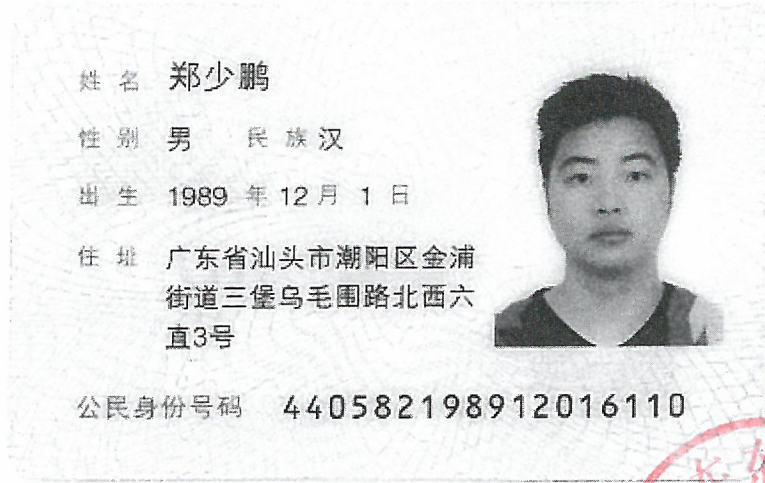 姓名 郑少鹏
性别 男 民族 汉
出生 1989 年 12 月 1 日
住址 广东省汕头市潮阳区金浦
街道三堡乌毛围路北西六
直3号
公民身份号码 440582198912016110